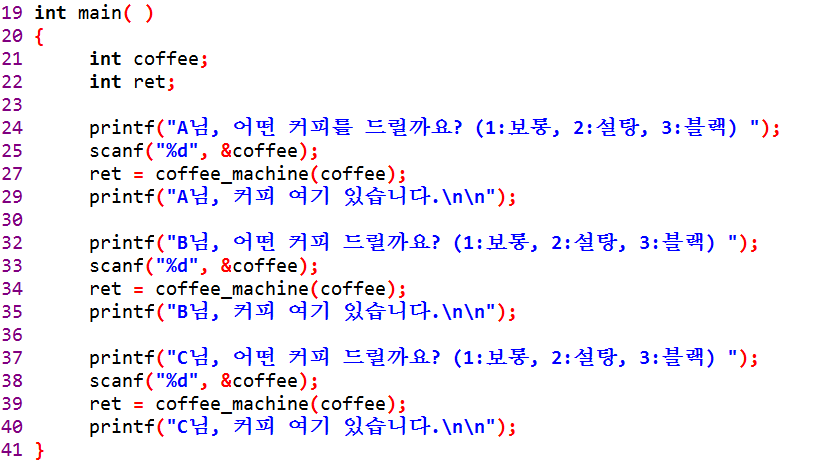 19 int main( )
20 {
21 int coffee;
22 int ret;
23
24 printf("A님, 어떤 커피를 드릴까요? (1:보통, 2:설탕, 3:블랙) ");
25 scanf("%d", &coffee);
27 ret = coffee_machine(coffee);
29 printf("A님, 커피 여기 있습니다.\n\n");
30
32 printf("B님, 어떤 커피 드릴까요? (1:보통, 2:설탕, 3:블랙) ");
33 scanf("%d", &coffee);
34 ret = coffee_machine(coffee);
35 printf("B님, 커피 여기 있습니다.\n\n");
36
37 printf("C님, 어떤 커피 드릴까요? (1:보통, 2:설탕, 3:블랙) ");
38 scanf("%d", &coffee);
39 ret = coffee_machine(coffee);
40 printf("C님, 커피 여기 있습니다.\n\n");
41 }